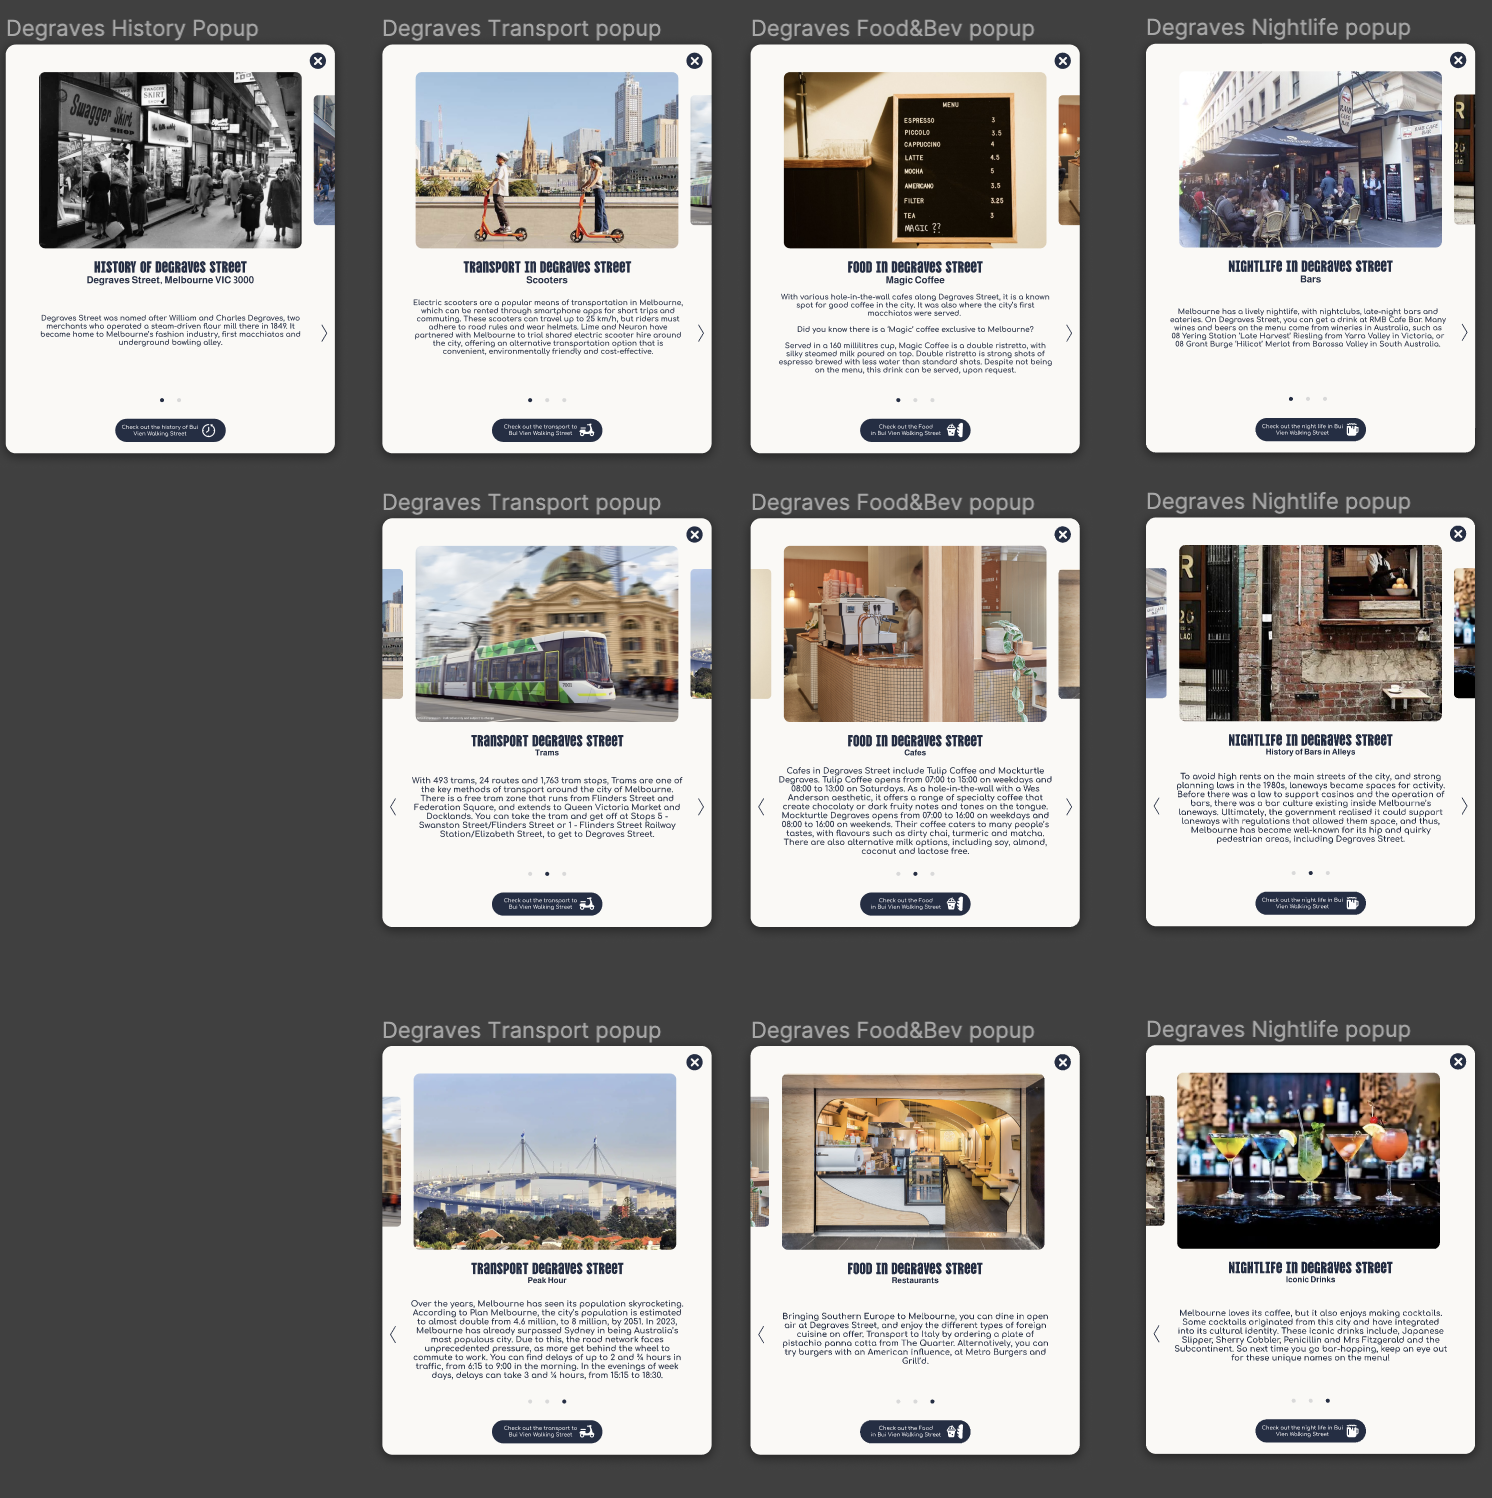 Degraves History Popup
Swagger Skirt
SHOP
SWAGGER
SKIRT
HISTORY OF DEGRAVES STREET
Degraves Street, Melbourne VIC 3000
Degraves Street was named after William and Charles Degraves, two
merchants who operated a steam-driven flour mill there in 1849. It
became home to Melbourne's fashion industry, first macchiatos and
underground bowling alley.
Check out the history of Bui
Vien Walking Street
Degraves Transport popup
TRANSPORT IN DEGRAVES STREET
Scooters
Electric scooters are a popular means of transportation in Melbourne,
which can be rented through smartphone apps for short trips and
commuting. These scooters can travel up to 25 km/h, but riders must
adhere to road rules and wear helmets. Lime and Neuron have
partnered with Melbourne to trial shared electric scooter hire around
the city, offering an alternative transportation option that is
convenient, environmentally friendly and cost-effective.
Check out the transport to
Bui Vien Walking Street
Degraves Food&Bev popup
MENU
ESPRESSO 3
PICCOLO 3.5
CAPPUCCINO 4
LATTE 4.5
MOCHA 5
AMERICANO 3.5
FILTER 3.25
TEA 3
MAGIC ??
FOOD IN DEGRAVES STREET
Magic Coffee
With various hole-in-the-wall cafes along Degraves Street, it is a known
spot for good coffee in the city. It was also where the city's first
macchiatos were served.
Did you know there is a 'Magic' coffee exclusive to Melbourne?
Served in a 160 millilitres cup, Magic Coffee is a double ristretto, with
silky steamed milk poured on top. Double ristretto is strong shots of
espresso brewed with less water than standard shots. Despite not being
on the menu, this drink can be served, upon request.
Check out the Food
in Bui Vien Walking Street
Degraves Nightlife popup
NIGHTLIFE IN DEGRAVES STREET
Bars
Melbourne has a lively nightlife, with nightclubs, late-night bars and
eateries. On Degraves Street, you can get a drink at RMB Cafe Bar. Many
wines and beers on the menu come from wineries in Australia, such as
08 Yering Station 'Late Harvest' Riesling from Yarra Valley in Victoria, or
08 Grant Burge 'Hilicot' Merlot from Barossa Valley in South Australia.
Check out the night life in Bui
Vien Walking Street
Degraves Transport popup
TRANSPORT DEGRAVES STREET
Trams
With 493 trams, 24 routes and 1,763 tram stops, Trams are one of
the key methods of transport around the city of Melbourne.
There is a free tram zone that runs from Flinders Street and
Federation Square, and extends to Queen Victoria Market and
Docklands. You can take the tram and get off at Stops 5 -
Swanston Street/Flinders Street or 1 - Flinders Street Railway
Station/Elizabeth Street, to get to Degraves Street.
Check out the transport to
Bui Vien Walking Street
Degraves Food&Bev popup
FOOD IN DEGRAVES STREET
Cafes
Cafes in Degraves Street include Tulip Coffee and Mockturtle
Degraves. Tulip Coffee opens from 07:00 to 15:00 on weekdays and
08:00 to 13:00 on Saturdays. As a hole-in-the-wall with a Wes
Anderson aesthetic, it offers a range of specialty coffee that
create chocolaty or dark fruity notes and tones on the tongue.
Mockturtle Degraves opens from 07:00 to 16:00 on weekdays and
08:00 to 16:00 on weekends. Their coffee caters to many people's
tastes, with flavours such as dirty chai, turmeric and matcha.
There are also alternative milk options, including soy, almond,
coconut and lactose free.
Check out the Food
in Bui Vien Walking Street
Degraves Nightlife popup
NIGHTLIFE IN DEGRAVES STREET
History of Bars in Alleys
To avoid high rents on the main streets of the city, and strong
planning laws in the 1980s, laneways became spaces for activity.
Before there was a law to support casinos and the operation of
bars, there was a bar culture existing inside Melbourne's
laneways. Ultimately, the government realised it could support
laneways with regulations that allowed them space, and thus,
Melbourne has become well-known for its hip and quirky
pedestrian areas, including Degraves Street.
Check out the night life in Bui
Vien Walking Street
Degraves Transport popup
TRANSPORT DEGRAVES STREET
Peak Hour
Over the years, Melbourne has seen its population skyrocketing.
According to Plan Melbourne, the city's population is estimated
to almost double from 4.6 million, to 8 million, by 2051. In 2023,
Melbourne has already surpassed Sydney in being Australia's
most populous city. Due to this, the road network faces
unprecedented pressure, as more get behind the wheel to
commute to work. You can find delays of up to 2 and ¾ hours in
traffic, from 6:15 to 9:00 in the morning. In the evenings of week
days, delays can take 3 and ¼ hours, from 15:15 to 18:30.
Check out the transport to
Bui Vien Walking Street
Degraves Food&Bev popup
FOOD IN DEGRAVES STREET
Restaurants
Bringing Southern Europe to Melbourne, you can dine in open
air at Degraves Street, and enjoy the different types of foreign
cuisine on offer. Transport to Italy by ordering a plate of
pistachio panna cotta from The Quarter. Alternatively, you can
try burgers with an American influence, at Metro Burgers and
Grill'd.
Check out the Food
in Bui Vien Walking Street
Degraves Nightlife popup
NIGHTLIFE IN DEGRAVES STREET
Iconic Drinks
Melbourne loves its coffee, but it also enjoys making cocktails.
Some cocktails originated from this city and have integrated
into its cultural identity. These iconic drinks include, Japanese
Slipper, Sherry Cobbler, Penicillin and Mrs Fitzgerald and the
Subcontinent. So next time you go bar-hopping, keep an eye out
for these unique names on the menu!
Check out the night life in Bui
Vien Walking Street